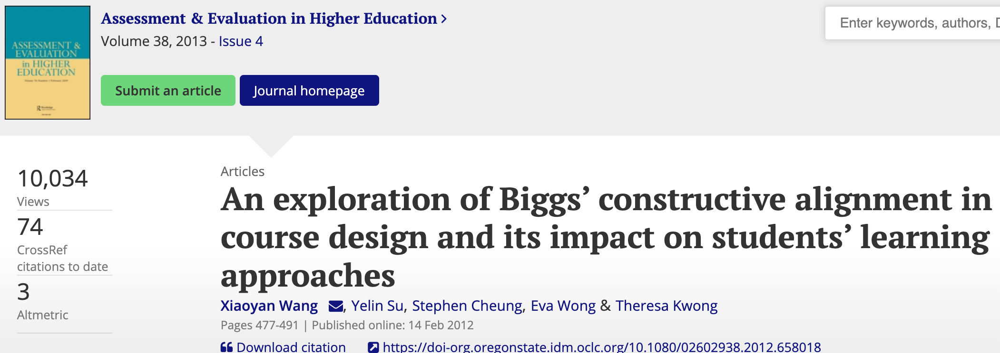 ASSESSMENT &
EVALUATION
in HIGHER
EDUCATION
Assessment & Evaluation in Higher Education >
Volume 38, 2013 - Issue 4
Submit an article
Journal homepage
Enter keywords, authors,
10,034
Views
74
CrossRef
citations to date
3
Altmetric
Articles
An exploration of Biggs’ constructive alignment in
course design and its impact on students’ learning
approaches
Xiaoyan Wang , Yelin Su, Stephen Cheung, Eva Wong & Theresa Kwong
Pages 477-491 | Published online: 14 Feb 2012
Download citation https://doi-org.oregonstate.idm.oclc.org/10.1080/02602938.2012.658018